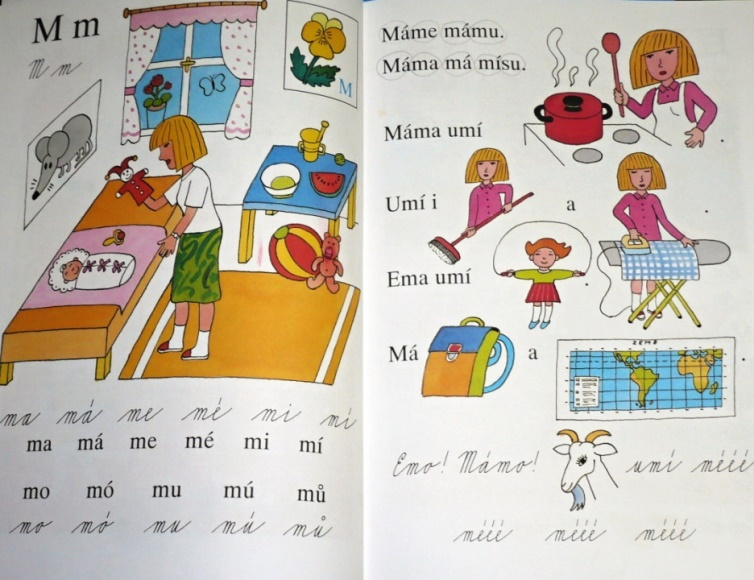 M m
M m
M
ma má me mé mi mí
ma má me mé mi mí
mo mó mu mú mů
mo mó mu mú mů
Máme mámu.
Máma má mísu.
Máma umí .
Umí i a .
Ema umí .
Má a .
ZEMĚ
Emo! Mámo! umí mééé
mééé mééé mééé